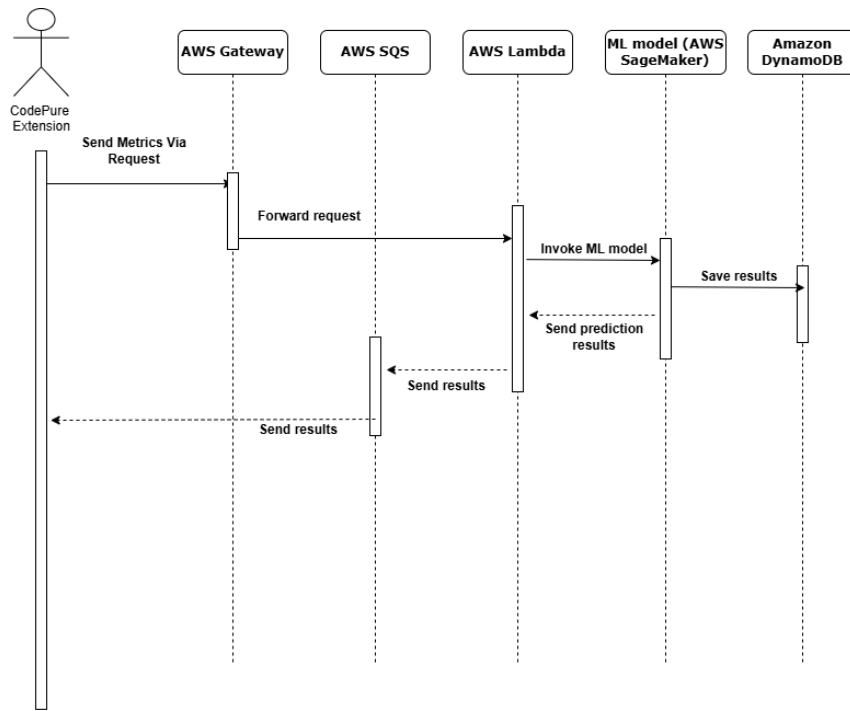 AWS Gateway
AWS SQS
AWS Lambda
ML model (AWS
SageMaker)
Amazon
DynamoDB
CodePure
Extension
Send Metrics Via
Request
Forward request
Invoke ML model
Save results
Send prediction
results
Send results
Send results